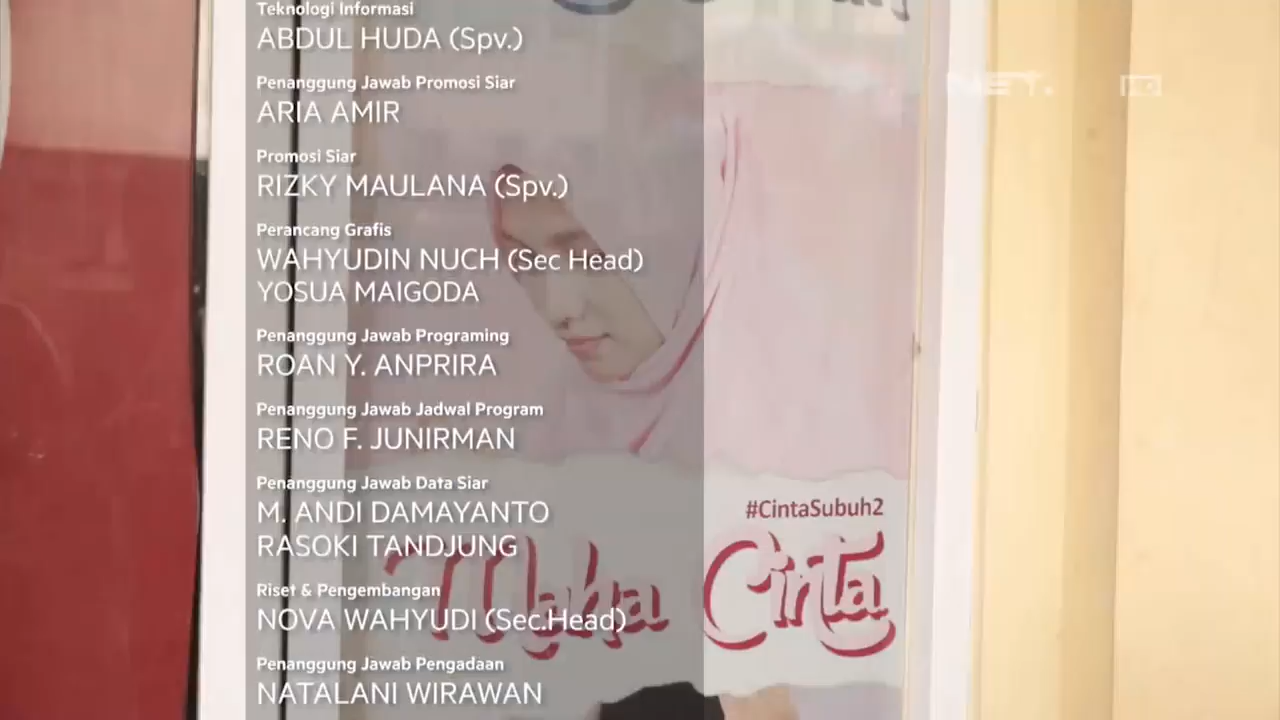 Teknologi Informasi
ABDUL HUDA (Spv.)
Penanggung Jawab Promosi Siar
ARIA AMIR
Promosi Siar
RIZKY MAULANA (Spv.)
Perancang Grafis
WAHYUDIN NUCH (Sec Head)
YOSUA MAIGODA
Penanggung Jawab Programing
ROAN Y. ANPRIRA
Penanggung Jawab Jadwal Program
RENO F. JUNIRMAN
Penanggung Jawab Data Siar
M. ANDI DAMAYANTO
RASOKI TANDJUNG
Riset & Pengembangan
NOVA WAHYUDI (Sec.Head)
Penanggung Jawab Pengadaan
NATALANI WIRAWAN
NET.
#CintaSubuh2
Maha Cinta